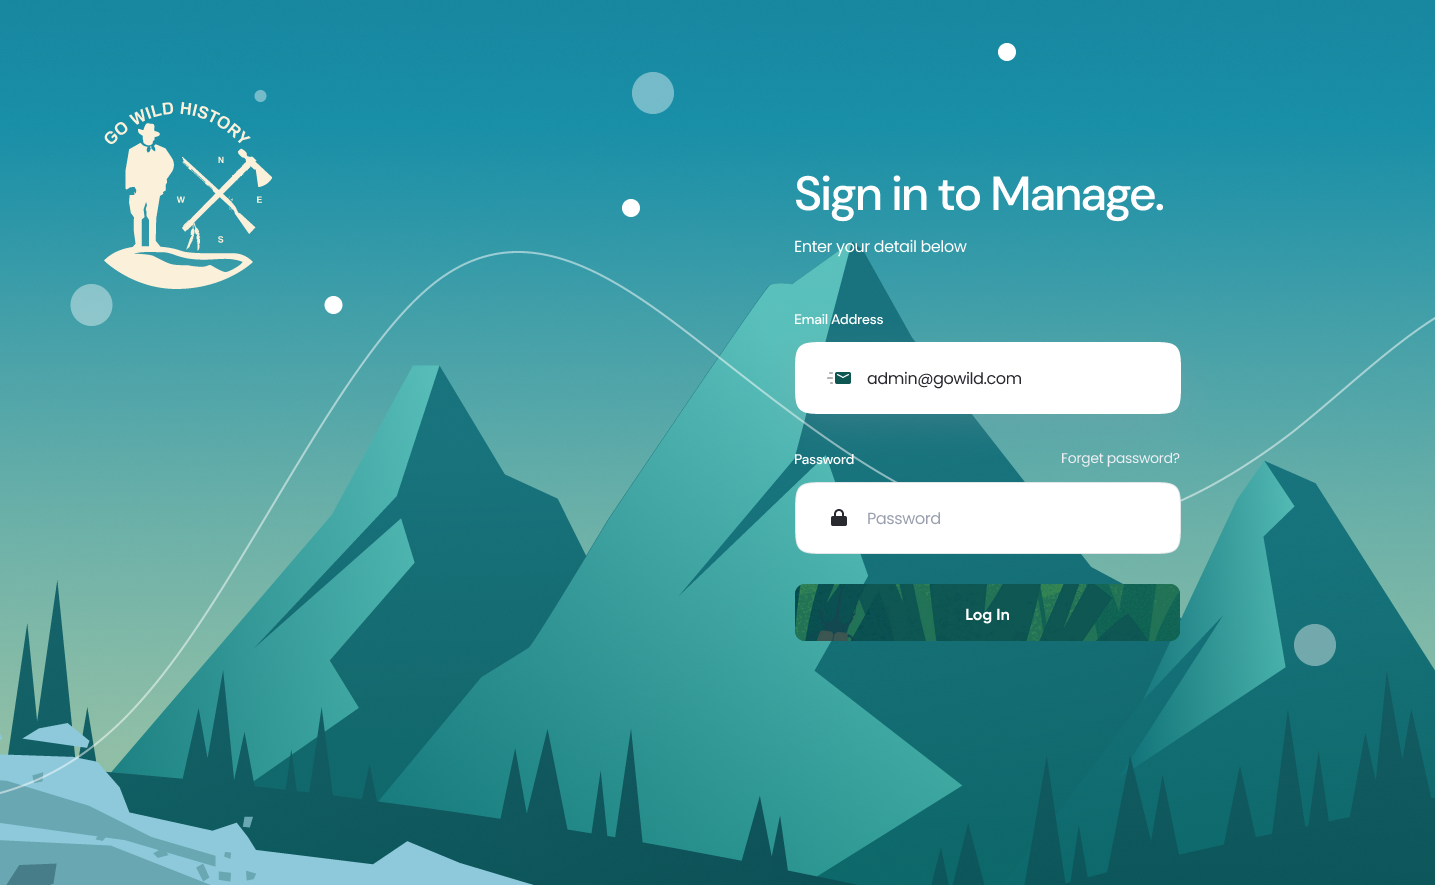 GO WILD HISTORY
N
W E
S
Sign in to Manage.
Enter your detail below
Email Address
admin@gowild.com
Password Forget password?
Password
Log In